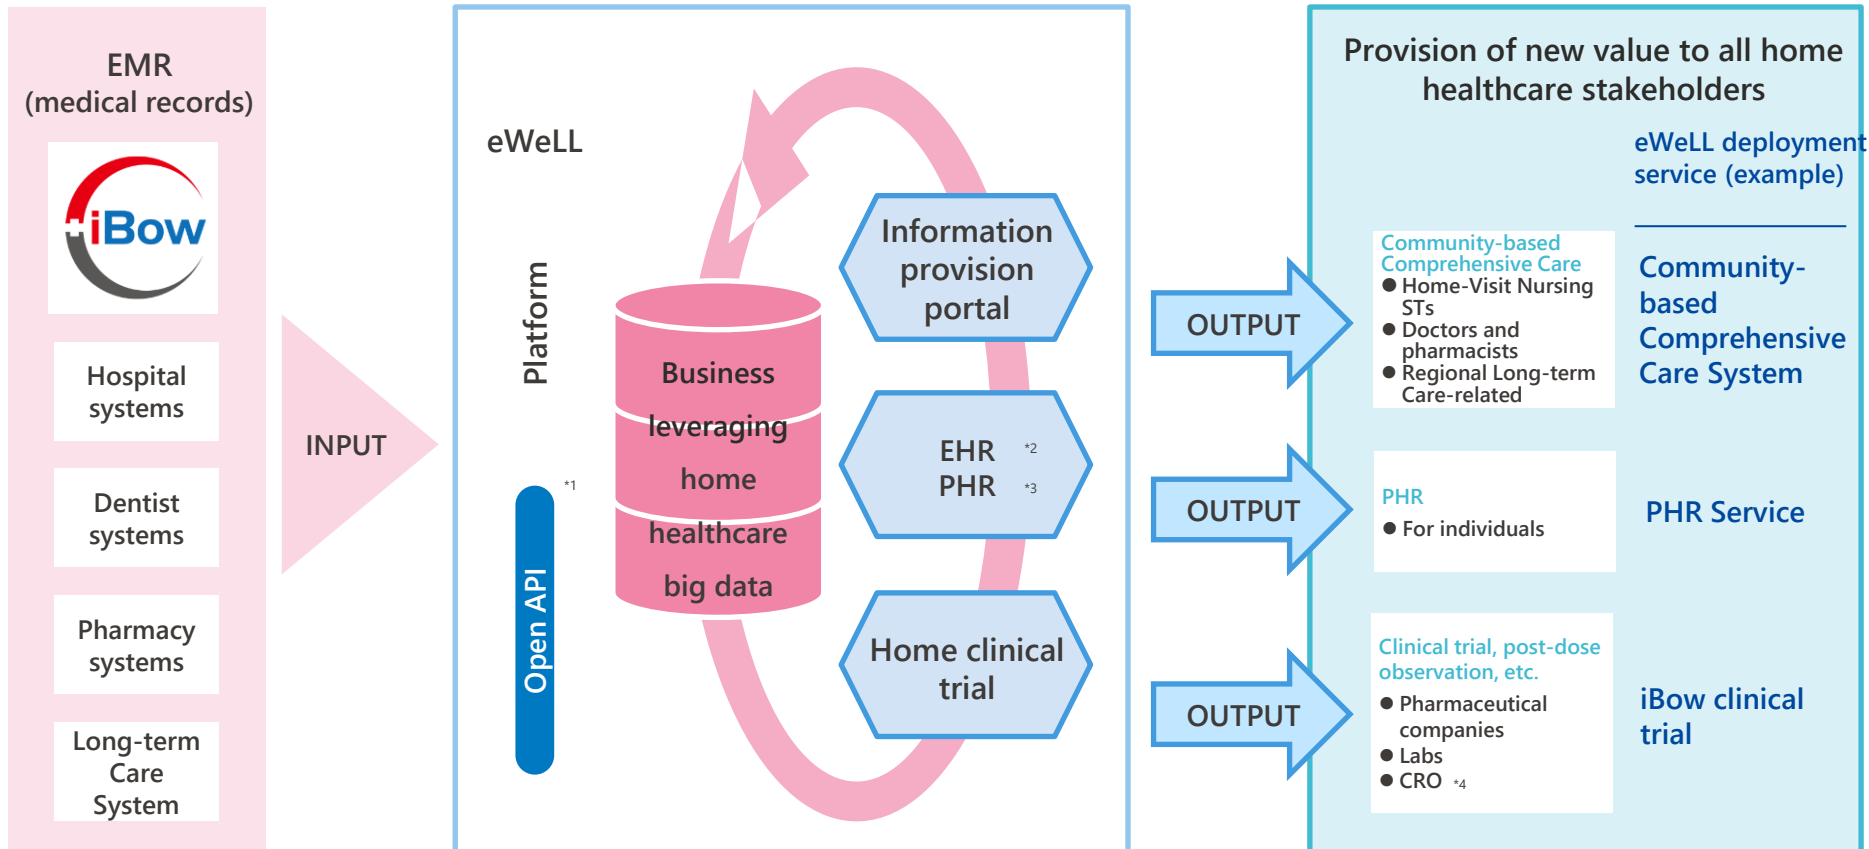 EMR
(medical records)
iBow
Hospital
systems
Dentist
systems
Pharmacy
systems
Long-term
Care
System
INPUT
eWeLL
Platform
*1
Open API
Business
leveraging
home
healthcare
big data
Information
provision
portal
EHR *2
PHR *3
Home clinical
trial
OUTPUT
OUTPUT
OUTPUT
Provision of new value to all home
healthcare stakeholders
eWeLL deployment
service (example)
Community-based
Comprehensive Care
● Home-Visit Nursing
STs
● Doctors and
pharmacists
● Regional Long-term
Care-related
Community-
based
Comprehensive
Care System
PHR
● For individuals
PHR Service
Clinical trial, post-dose
observation, etc.
● Pharmaceutical
companies
● Labs
● CRO *4
iBow clinical
trial